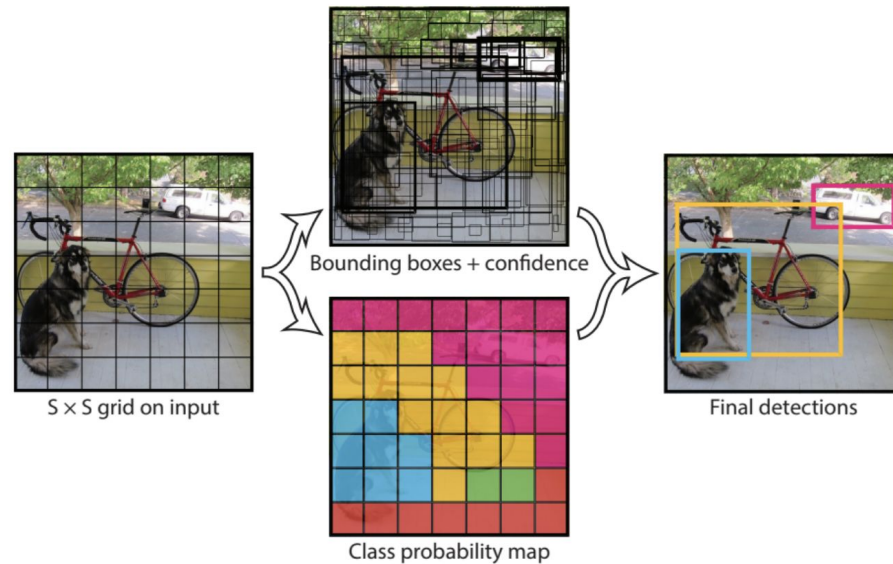 S × S grid on input
Bounding boxes + confidence
Class probability map
Final detections